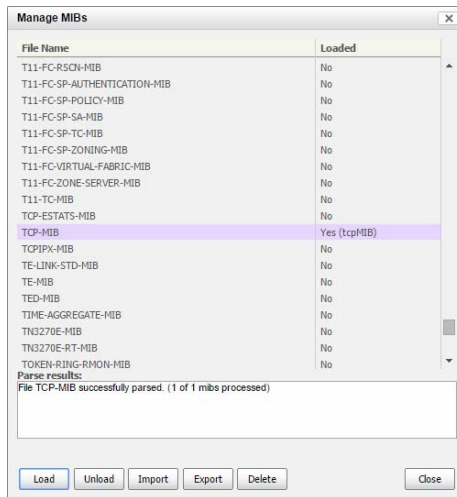 Manage MIBs
File Name Loaded
T11-FC-RSCN-MIB No
T11-FC-SP-AUTHENTICATION-MIB No
T11-FC-SP-POLICY-MIB No
T11-FC-SP-SA-MIB No
T11-FC-SP-TC-MIB No
T11-FC-SP-ZONING-MIB No
T11-FC-VIRTUAL-FABRIC-MIB No
T11-FC-ZONE-SERVER-MIB No
T11-TC-MIB No
TCP-ESTATS-MIB No
TCP-MIB Yes (tcpMIB)
TCPIPX-MIB No
TE-LINK-STD-MIB No
TE-MIB No
TED-MIB No
TIME-AGGREGATE-MIB No
TN3270E-MIB No
TN3270E-RT-MIB No
TOKEN-RING-RMON-MIB No
Parse results:
File TCP-MIB successfully parsed. (1 of 1 mibs processed)
Load Unload Import Export Delete Close